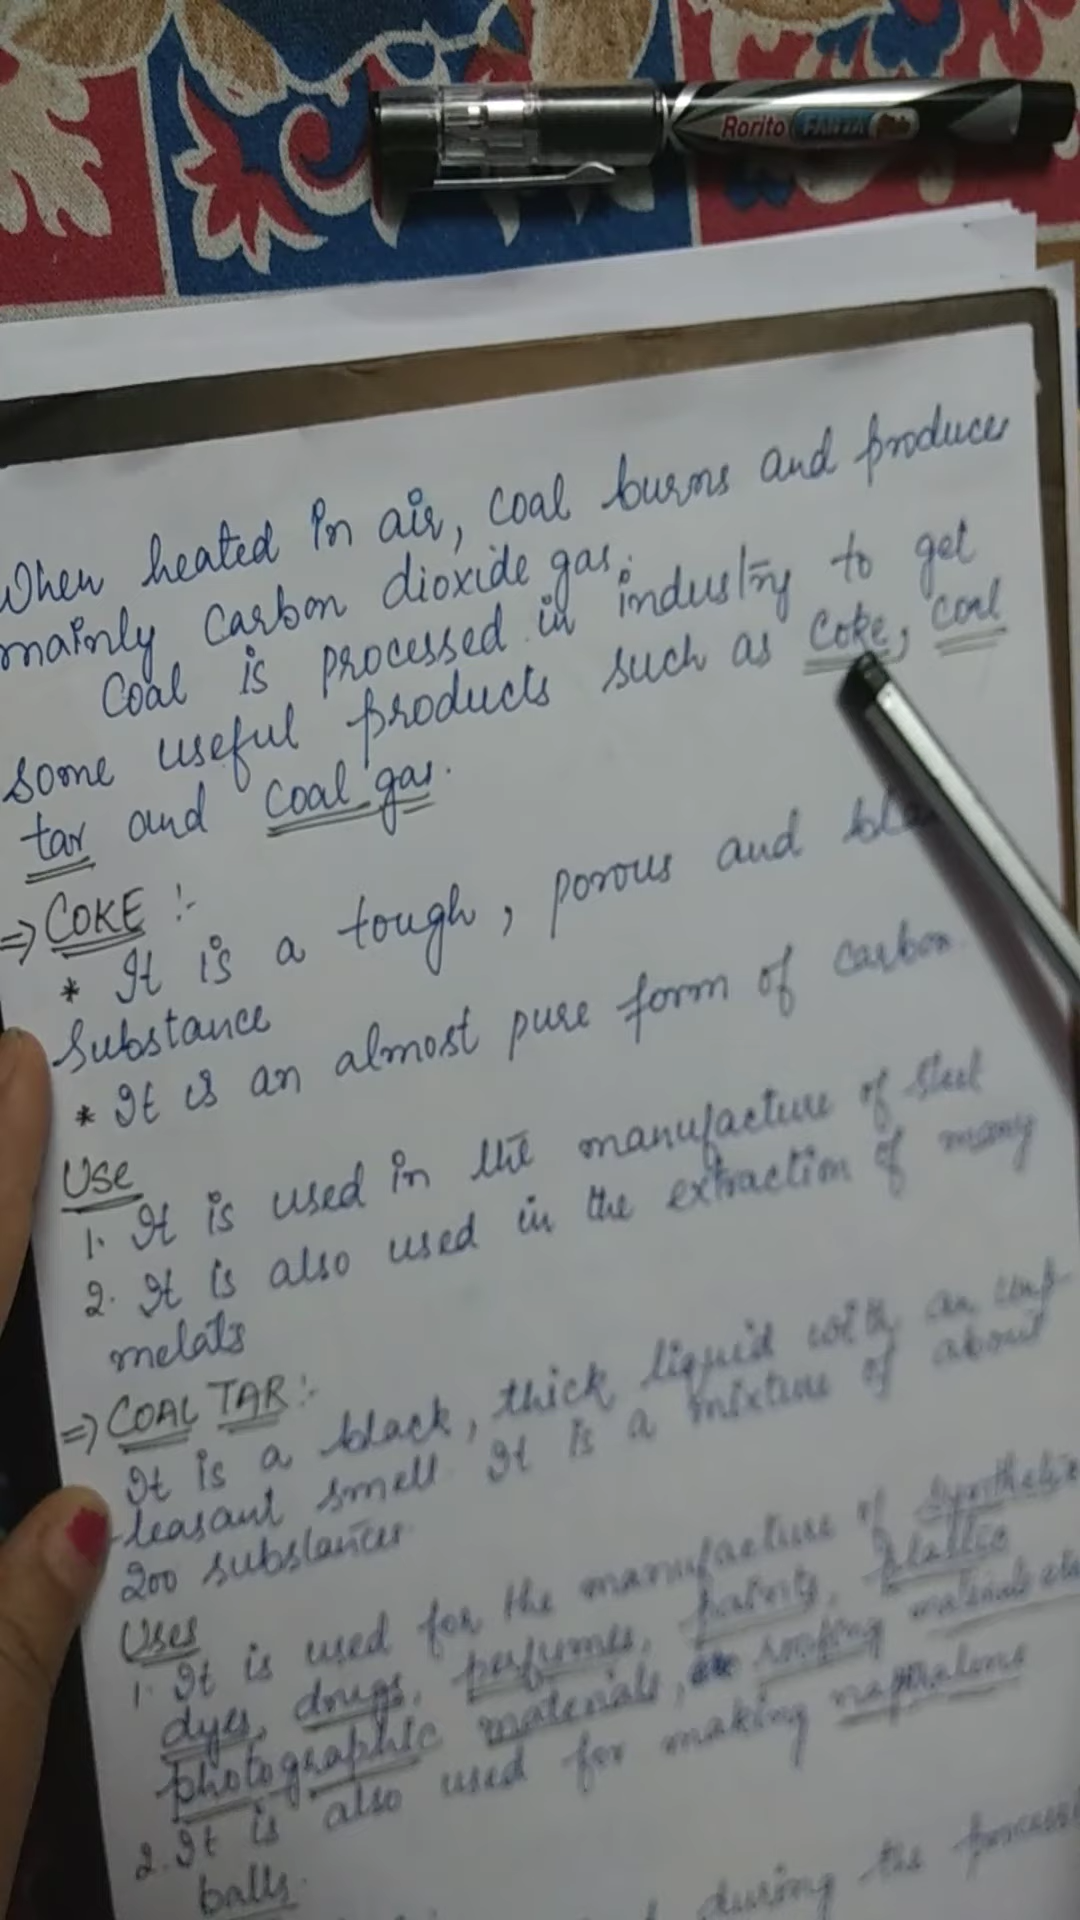 Rorito FANZA
When heated in air, coal burns and produces
mainly carbon dioxide gas.
Coal is processed in industry to get
some useful products such as coke, coal
tar and coal gas.
⇒ COKE :-
* It is a tough, porous and
substance
* It is an almost pure form of carbon
Use
1. It is used in the manufacture of steel
2. It is also used in the extraction of many
metals
⇒ COAL TAR :-
It is a black, thick liquid with an unp-
leasant smell. It is a mixture of about
200 substances
Uses
1. It is used for the manufacture of synthetic
dyes, drugs, perfumes, paints, plastic
photographic materials, roofing materials etc
2. It is also used for making
balls.
during the